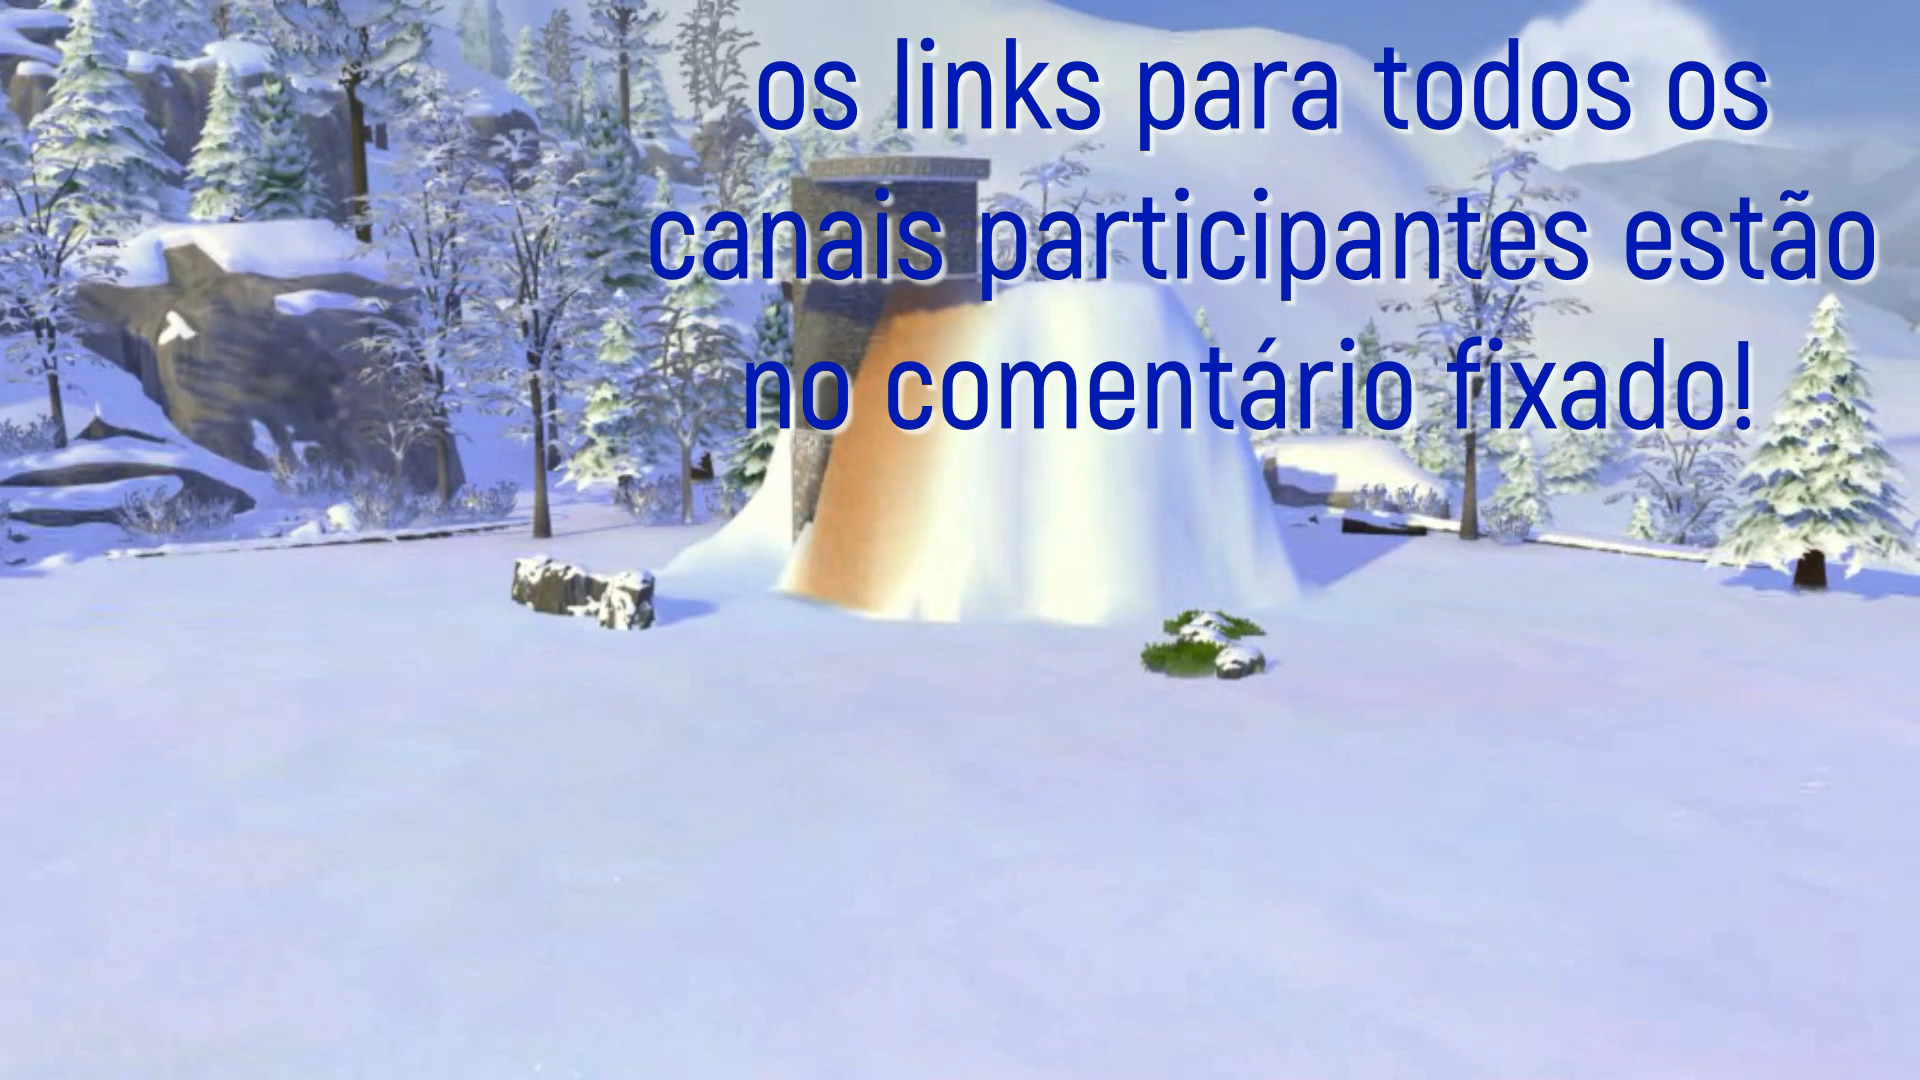 os links para todos os
canais participantes estão
no comentário fixado!